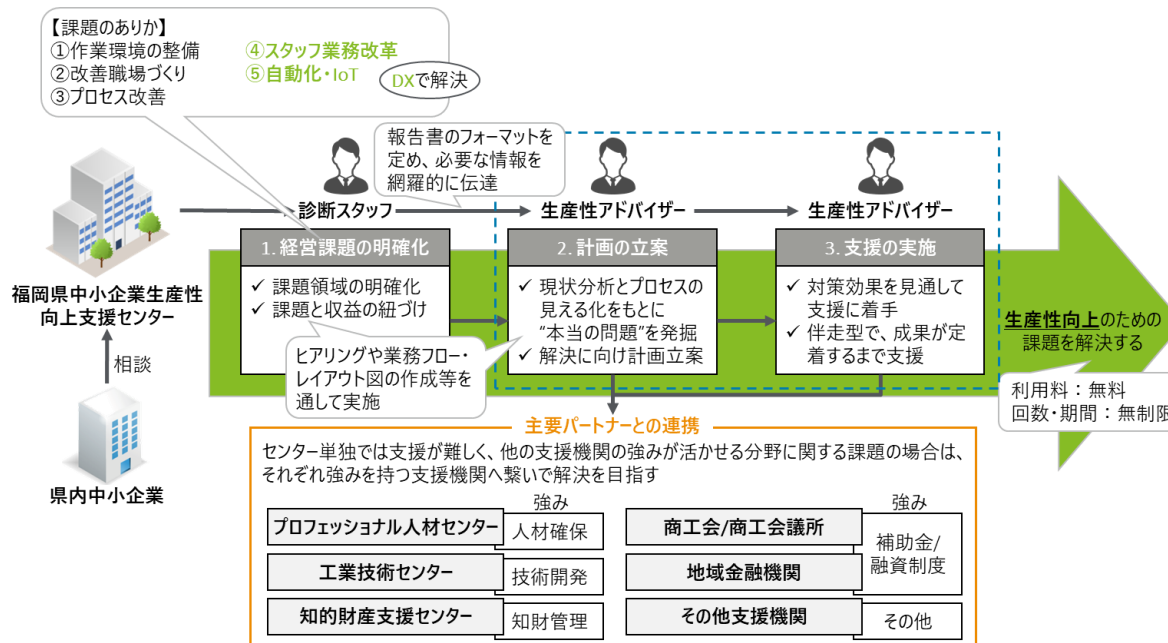 【課題のありか】
①作業環境の整備
②改善職場づくり
③プロセス改善
④スタッフ業務改革
⑤自動化・IoT
DXで解決
報告書のフォーマットを
定め、必要な情報を
網羅的に伝達
診断スタッフ
生産性アドバイザー
生産性アドバイザー
1. 経営課題の明確化
✓ 課題領域の明確化
✓ 課題と収益の紐づけ
2. 計画の立案
✓ 現状分析とプロセスの
見える化をもとに
“本当の問題”を発掘
✓ 解決に向け計画立案
3. 支援の実施
✓ 対策効果を見通して
支援に着手
✓ 伴走型で、成果が定
着するまで支援
福岡県中小企業生産性
向上支援センター
相談
県内中小企業
ヒアリングや業務フロー・
レイアウト図の作成等を
通して実施
生産性向上のための
課題を解決する
利用料：無料
回数・期間：無制限
主要パートナーとの連携
センター単独では支援が難しく、他の支援機関の強みが活かせる分野に関する課題の場合は、
それぞれ強みを持つ支援機関へ繋いで解決を目指す
強み
プロフェッショナル人材センター
人材確保
工業技術センター
技術開発
知的財産支援センター
知財管理
強み
商工会/商工会議所
地域金融機関
補助金/
融資制度
その他支援機関
その他